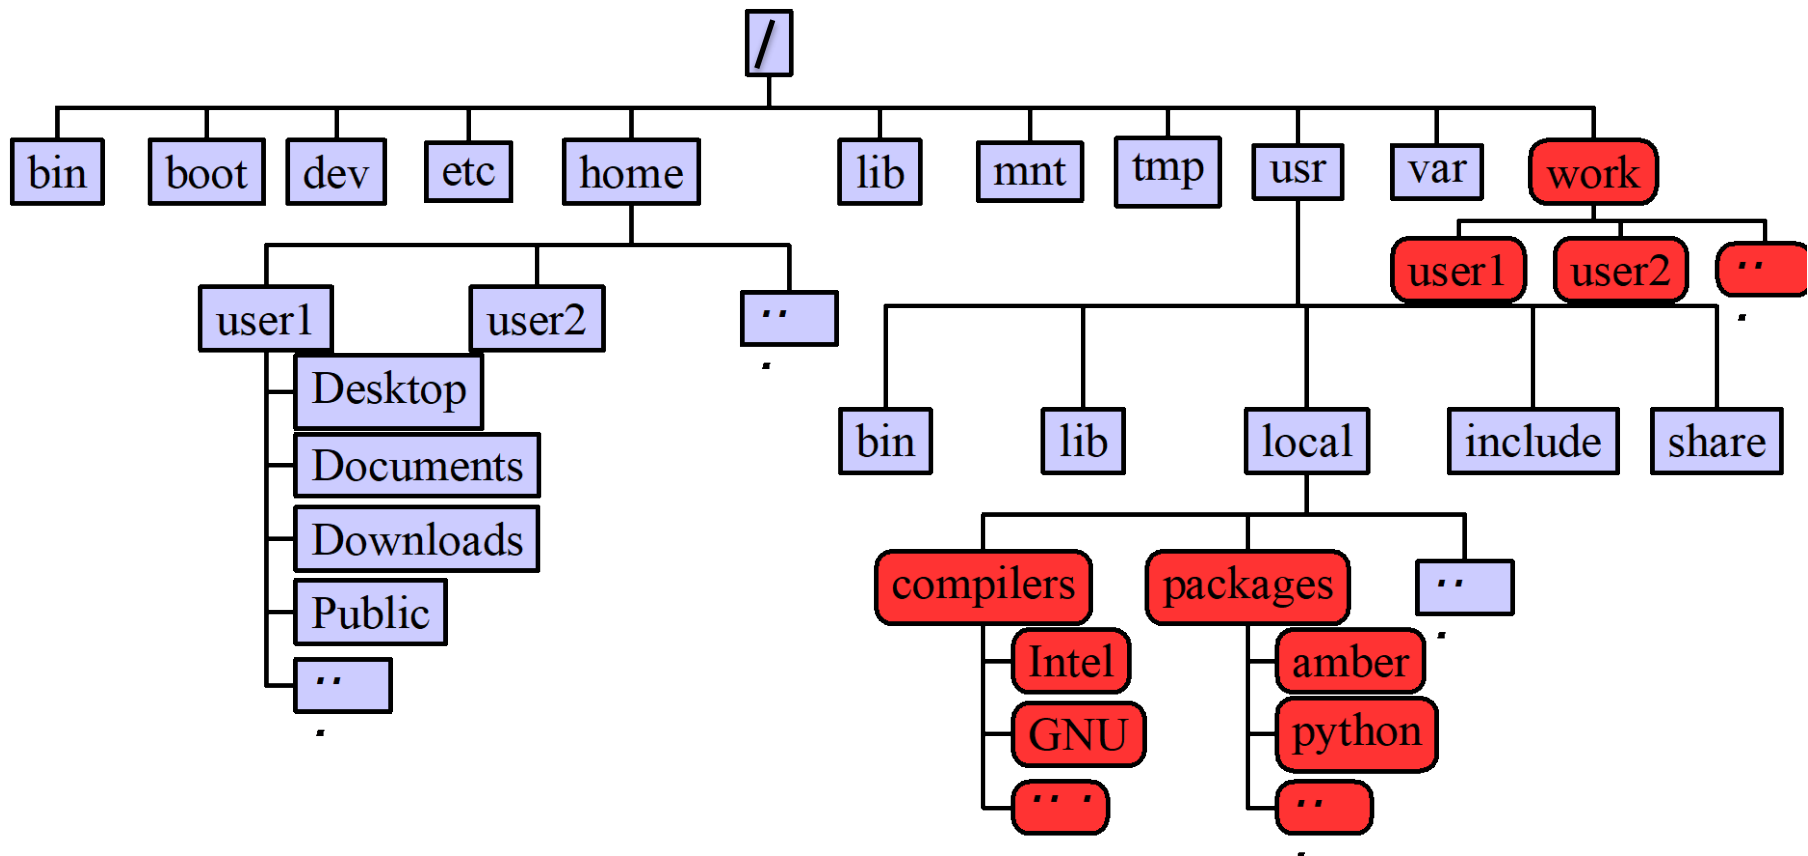 /
bin boot dev etc home lib mnt tmp usr var work
user1 user2 ...
user1 user2 ...
Desktop
Documents
Downloads
Public
...
bin lib local include share
compilers packages ...
Intel
GNU
...
amber
python
...